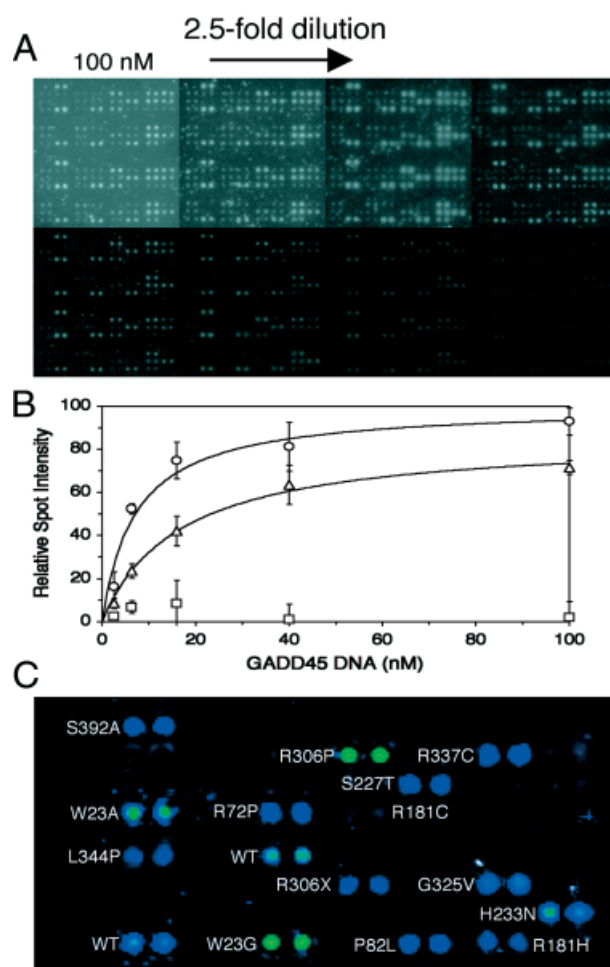 A
2.5-fold dilution
100 nM
B
100
80
60
40
20
0
Relative Spot Intensity
0 20 40 60 80 100
GADD45 DNA (nM)
C
S392A
R306P R337C
S227T
W23A R72P R181C
L344P WT
R306X G325V
H233N
WT W23G P82L R181H